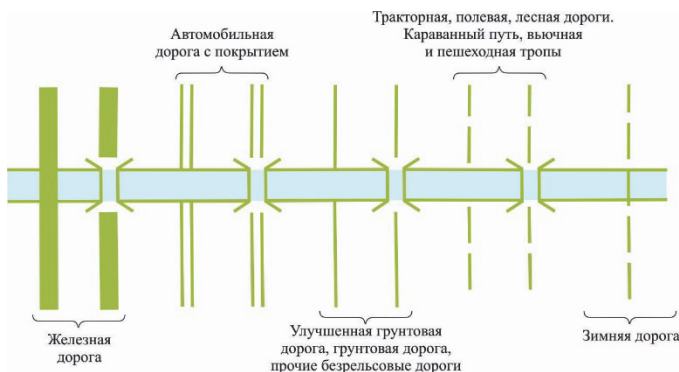 Автомобильная
дорога с покрытием
Тракторная, полевая, лесная дороги.
Караванный путь, вьючная
и пешеходная тропы
Железная
дорога
Улучшенная грунтовая
дорога, грунтовая дорога,
прочие безрельсовые дороги
Зимняя дорога